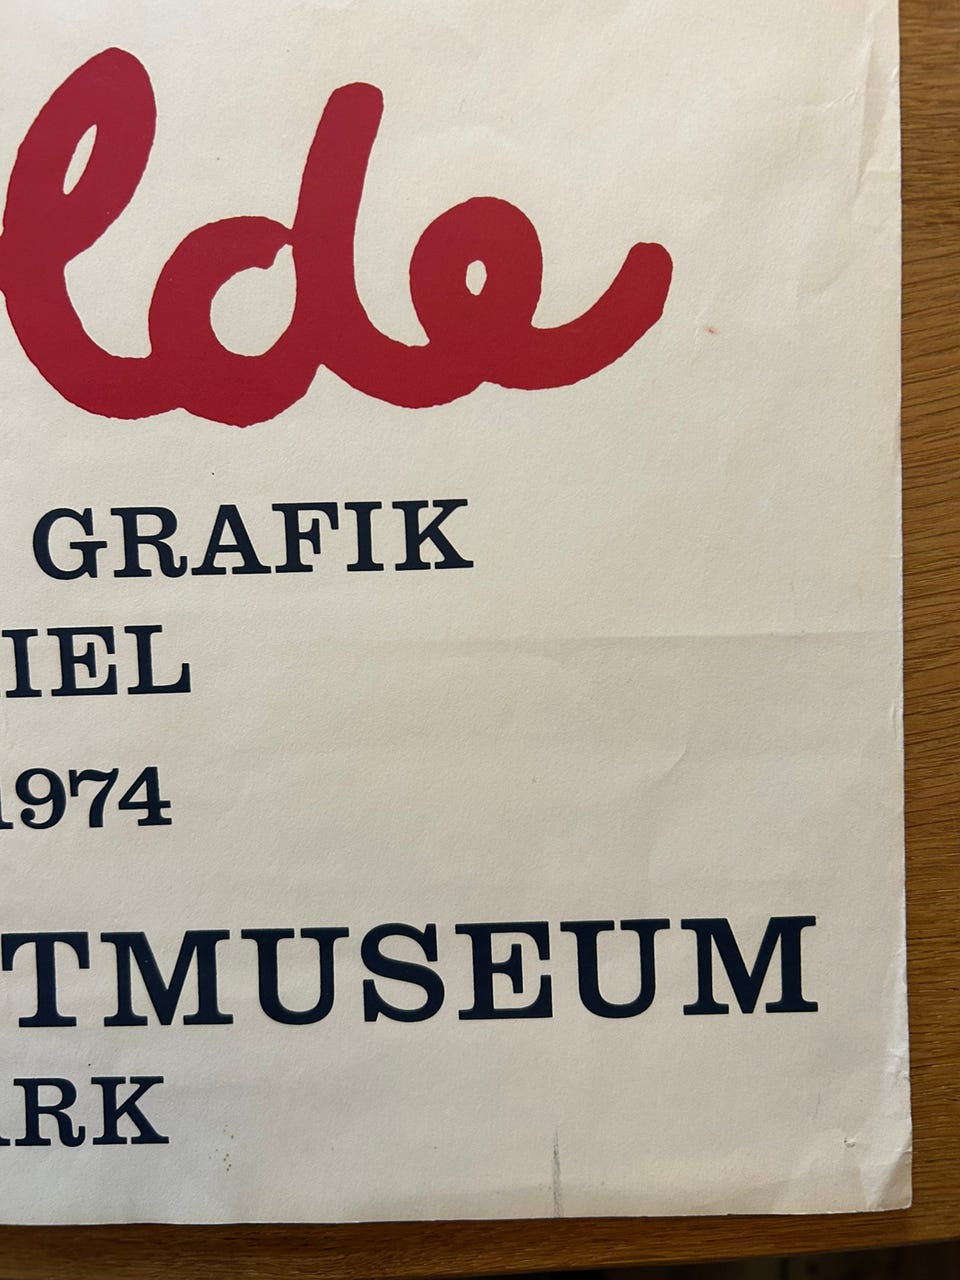 lde
GRAFIK
IEL
1974
TMUSEUM
ARK